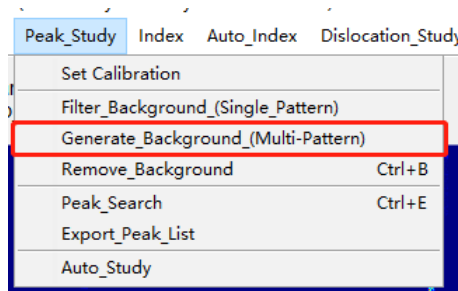 Peak_Study Index Auto_Index Dislocation_Study
Set Calibration
Filter_Background_(Single_Pattern)
Generate_Background_(Multi-Pattern)
Remove_Background Ctrl+B
Peak_Search Ctrl+E
Export_Peak_List
Auto_Study